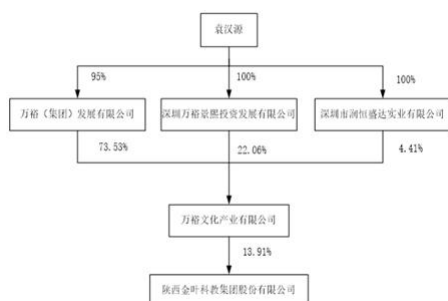 袁汉源
95%
100%
100%
万裕（集团）发展有限公司
深圳万裕景熙投资发展有限公司
深圳市润恒盛达实业有限公司
73.53%
22.06%
4.41%
万裕文化产业有限公司
13.91%
陕西金叶科教集团股份有限公司